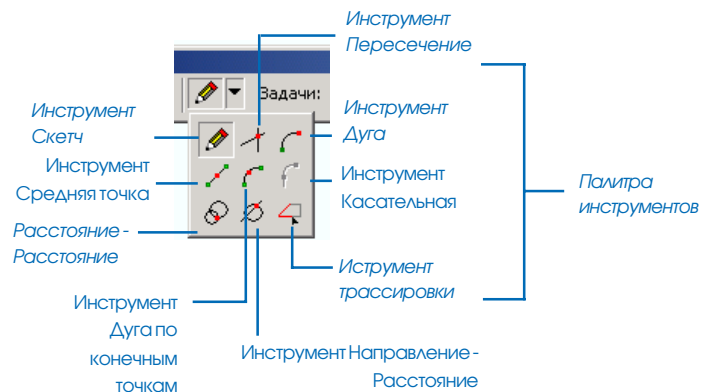 Инструмент
Пересечение
Задачи:
Инструмент
Скетч
Инструмент
Дуга
Инструмент
Средняя точка
Инструмент
Касательная
Палитра
инструментов
Расстояние -
Расстояние
Иструмент
трассировки
Инструмент
Дуга по
конечным
точкам
Инструмент Направление -
Расстояние